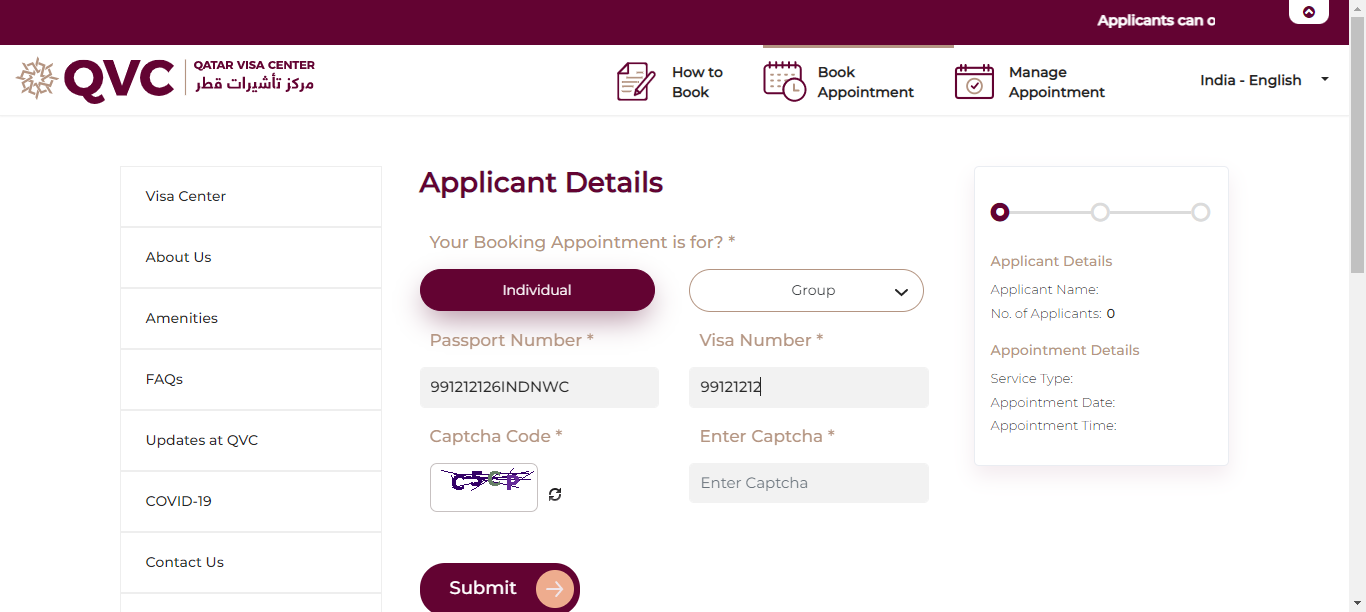 Applicants can o
QVC
QATAR VISA CENTER
مركز تأشيرات قطر
How to
Book
Book
Appointment
Manage
Appointment
India - English
Visa Center
About Us
Amenities
FAQs
Updates at QVC
COVID-19
Contact Us
Applicant Details
Your Booking Appointment is for? *
Individual
Group
Passport Number *
Visa Number *
991212126INDNWC
99121212
Captcha Code *
Enter Captcha *
C5CP
Enter Captcha
Submit
Applicant Details
Applicant Name:
No. of Applicants: 0
Appointment Details
Service Type:
Appointment Date:
Appointment Time: